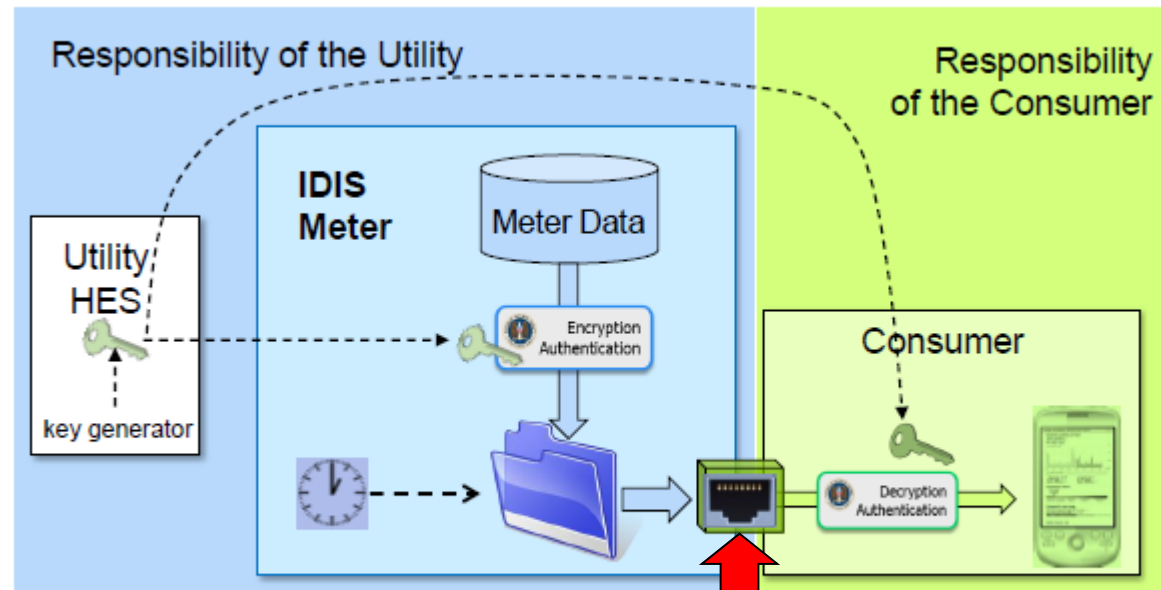 Responsibility of the Utility
Responsibility
of the Consumer
IDIS
Meter
Meter Data
Utility
HES
key generator
Encryption
Authentication
Consumer
Decryption
Authentication